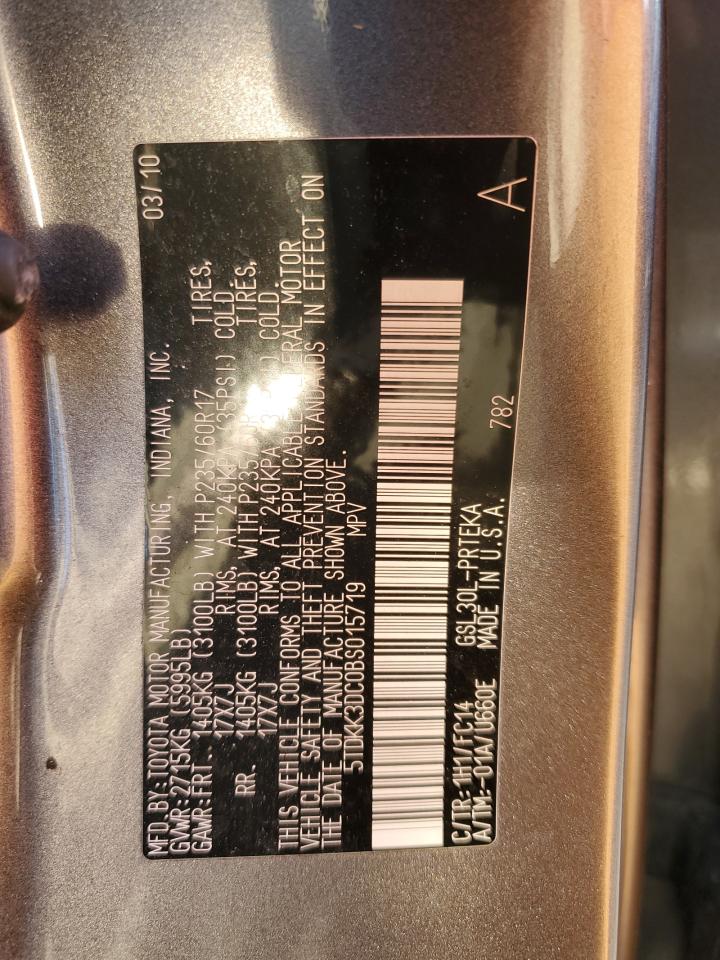 MFD.BY:TOYOTA MOTOR MANUFACTURING, INDIANA, INC. 03/10
GVWR:2715KG (5995LB)
GAWR:FRT. 1405KG (3100LB) WITH P235/60R17 TIRES,
17X7J RIMS, AT 240KPA (35PSI) COLD.
RR. 1405KG (3100LB) WITH P235 TIRES,
17X7J RIMS, AT 240KPA COLD.
THIS VEHICLE CONFORMS TO ALL APPLICABLE FEDERAL MOTOR
VEHICLE SAFETY AND THEFT PREVENTION STANDARDS IN EFFECT ON
THE DATE OF MANUFACTURE SHOWN ABOVE.
5TDKK3DC0BS015719 MPV
C/TR:1H1/FC14 GSL30L-PRTEKA
A/TM:-01A/U660E MADE IN U.S.A. 782 A